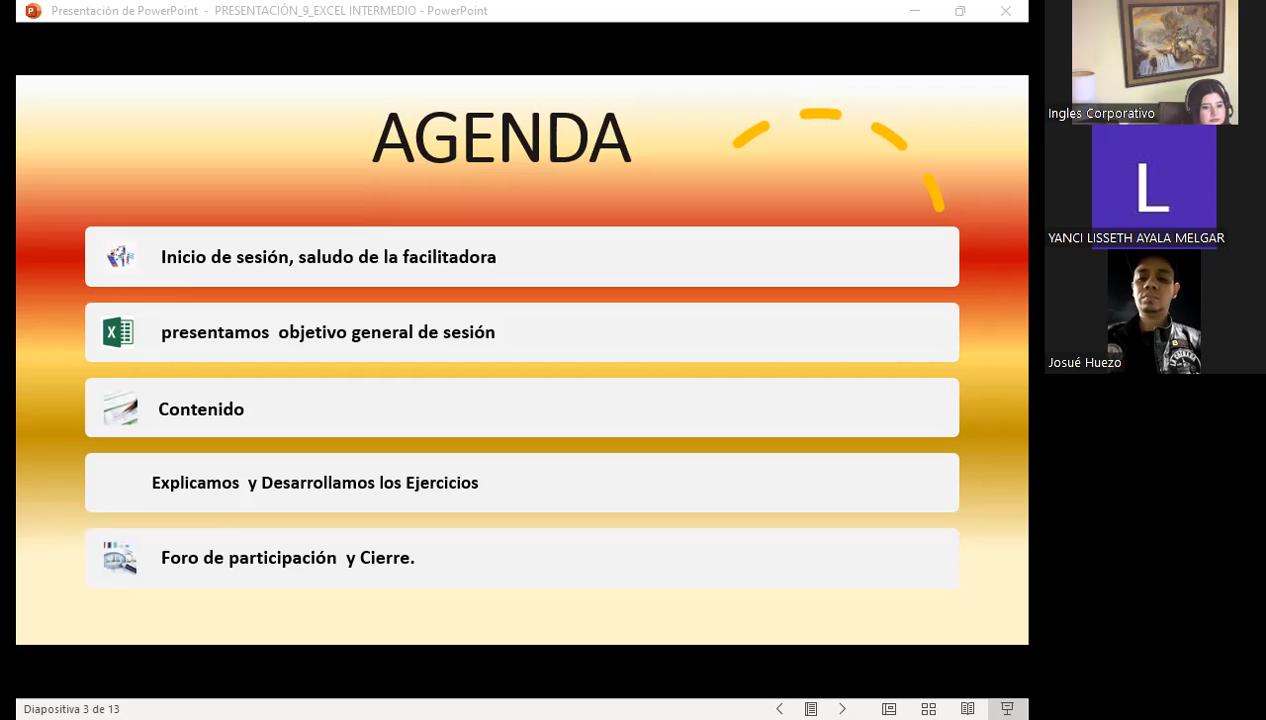 Presentación de PowerPoint - PRESENTACIÓN_9_EXCEL INTERMEDIO - PowerPoint
AGENDA
Inicio de sesión, saludo de la facilitadora
presentamos objetivo general de sesión
Contenido
Explicamos y Desarrollamos los Ejercicios
Foro de participación y Cierre.
Diapositiva 3 de 13
Ingles Corporativo
L
YANCI LISSETH AYALA MELGAR
Josué Huezo